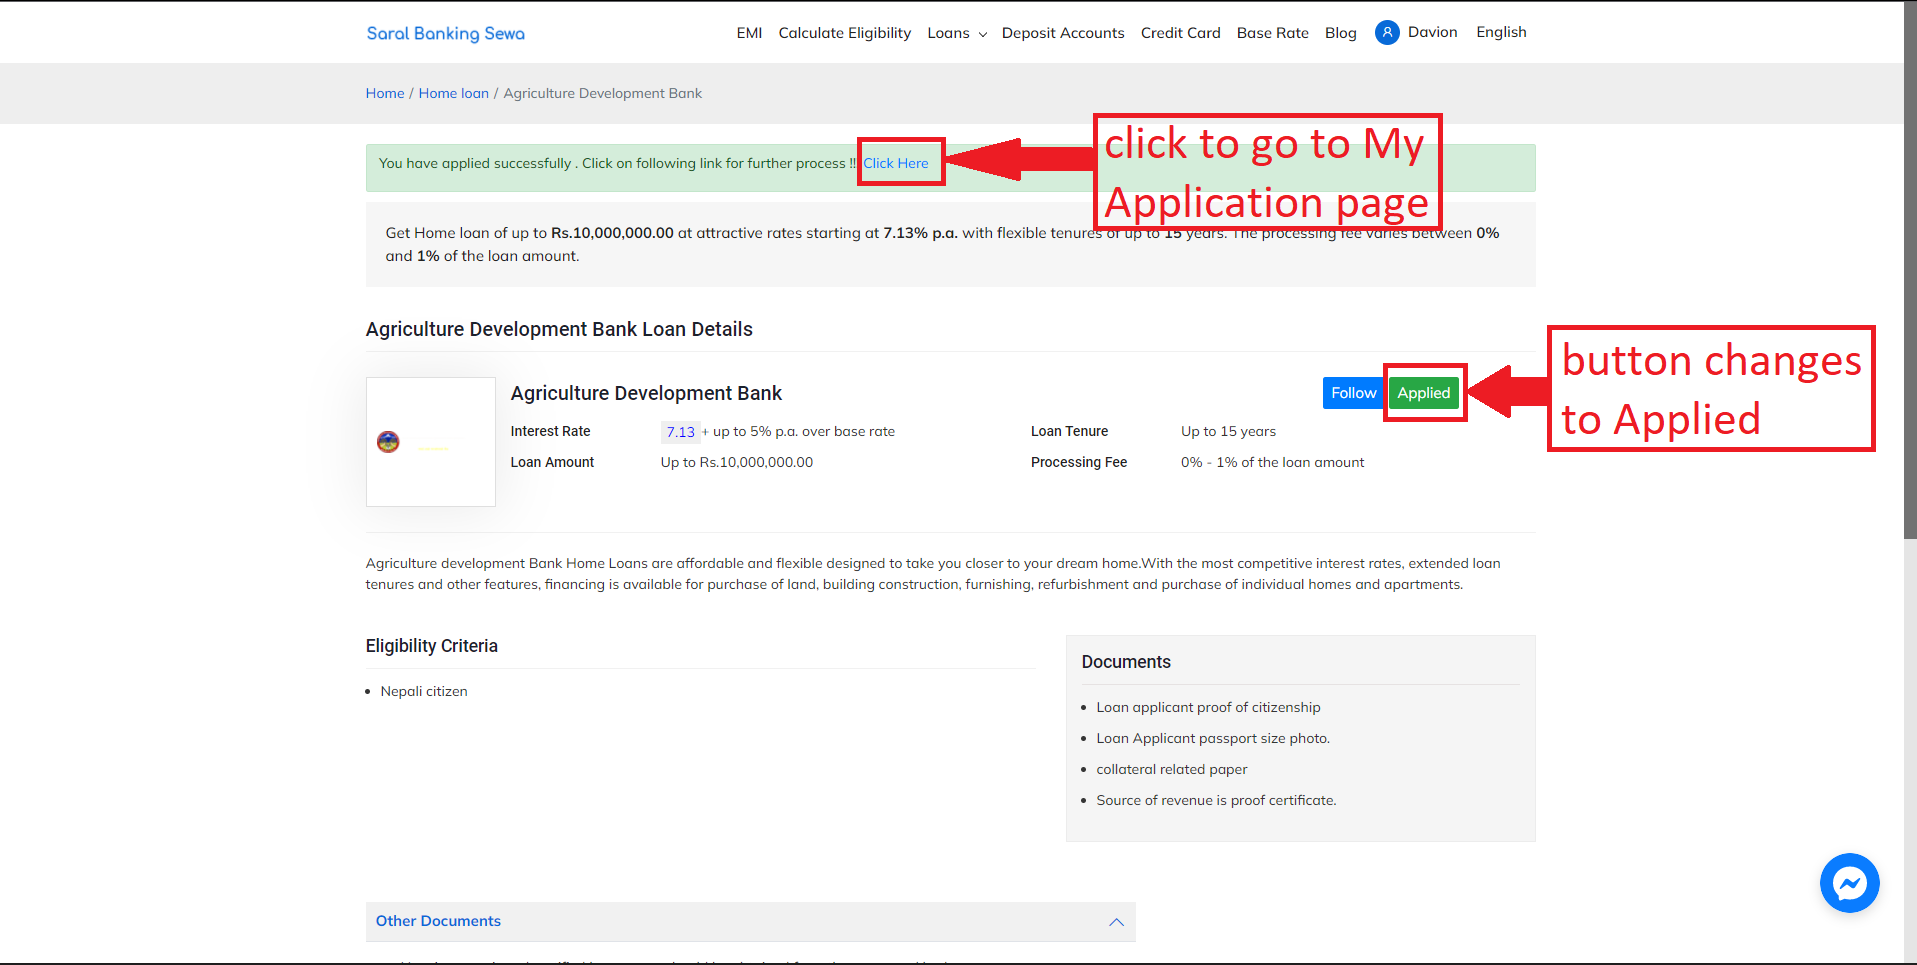 Saral Banking Sewa
EMI Calculate Eligibility Loans Deposit Accounts Credit Card Base Rate Blog Davion English
Home / Home loan / Agriculture Development Bank
You have applied successfully . Click on following link for further process !! Click Here
click to go to My
Application page
Get Home loan of up to Rs.10,000,000.00 at attractive rates starting at 7.13% p.a. with flexible tenures of up to 15 years. The processing fee varies between 0%
and 1% of the loan amount.
Agriculture Development Bank Loan Details
Agriculture Development Bank
Follow Applied
button changes
to Applied
Interest Rate 7.13 + up to 5% p.a. over base rate Loan Tenure Up to 15 years
Loan Amount Up to Rs.10,000,000.00 Processing Fee 0% - 1% of the loan amount
Agriculture development Bank Home Loans are affordable and flexible designed to take you closer to your dream home.With the most competitive interest rates, extended loan
tenures and other features, financing is available for purchase of land, building construction, furnishing, refurbishment and purchase of individual homes and apartments.
Eligibility Criteria
Nepali citizen
Documents
Loan applicant proof of citizenship
Loan Applicant passport size photo.
collateral related paper
Source of revenue is proof certificate.
Other Documents